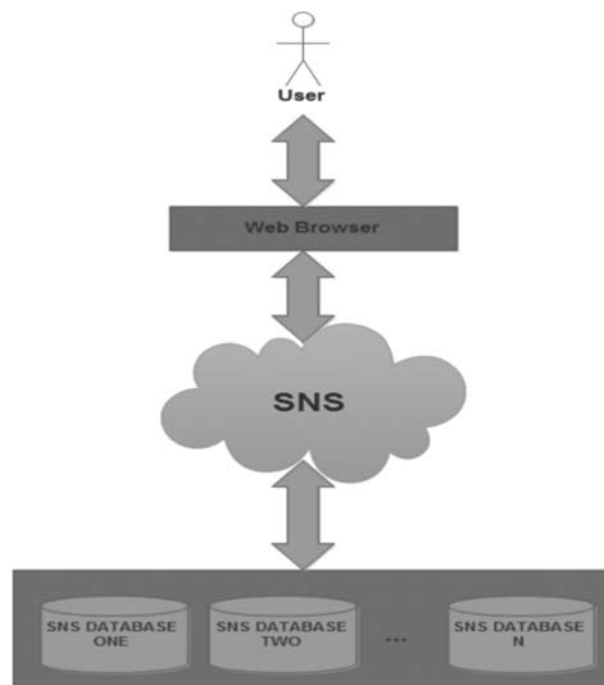 User
Web Browser
SNS
SNS DATABASE
ONE
SNS DATABASE
TWO
...
SNS DATABASE
N